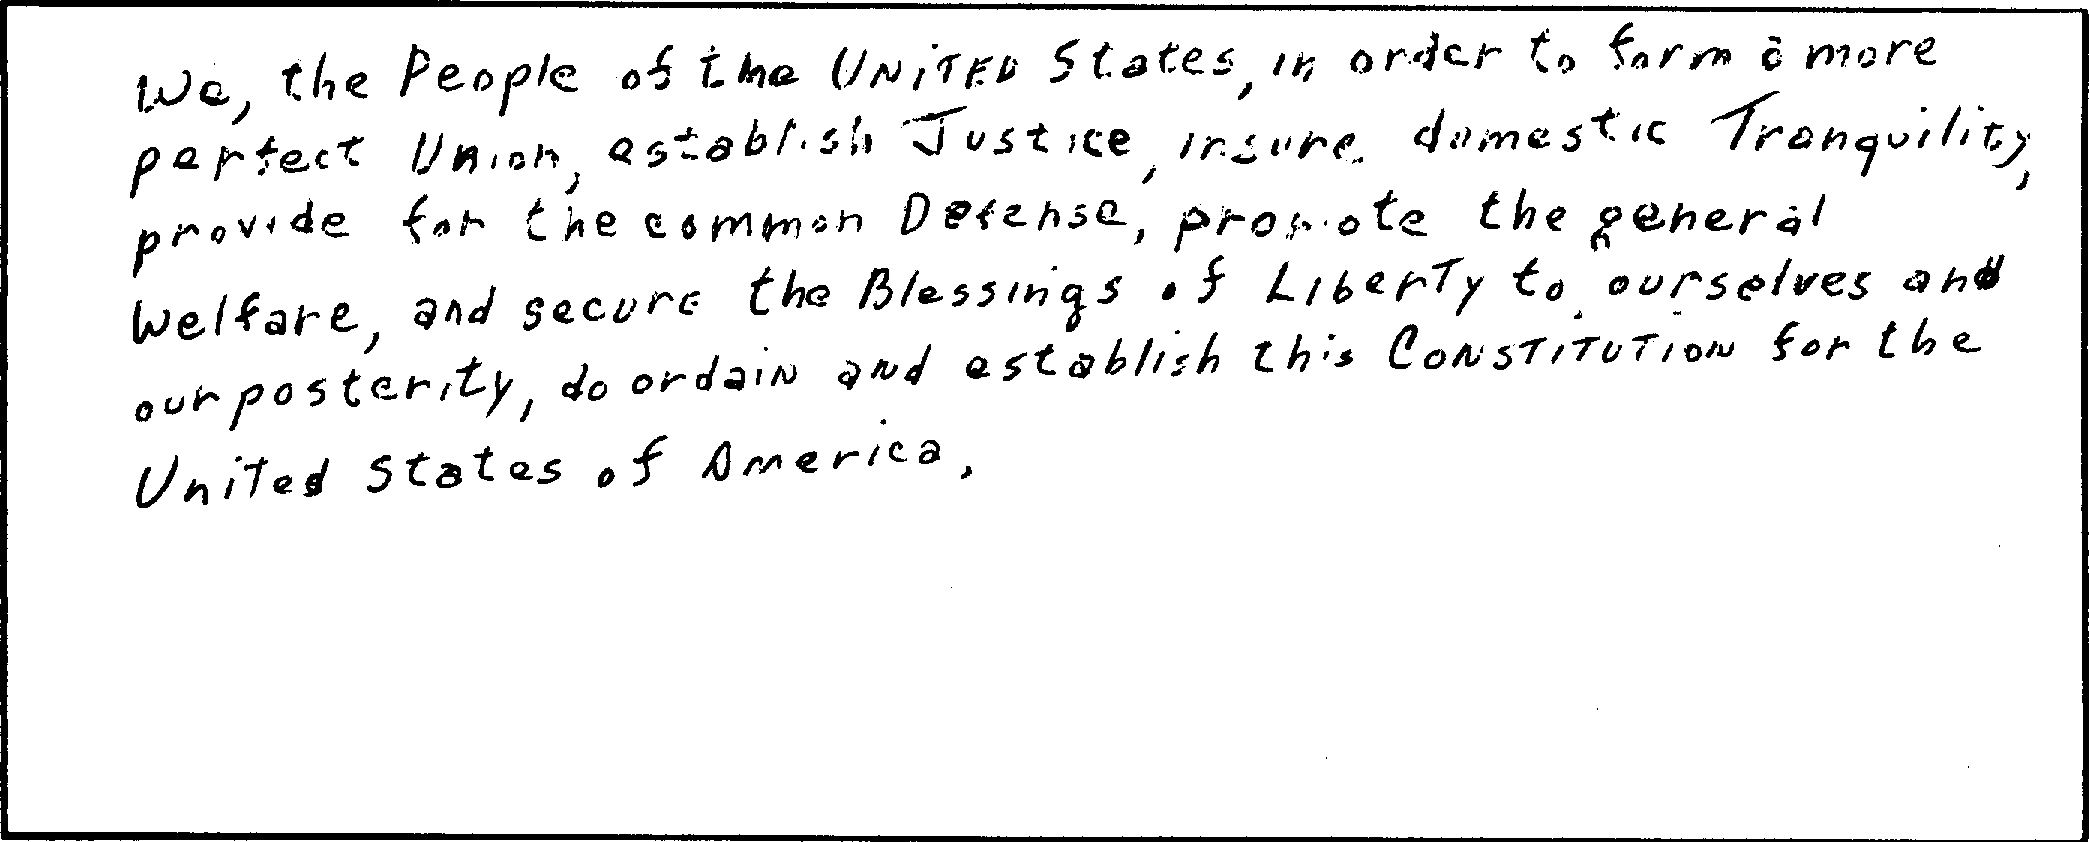 We, the People of the UNiTED States, in order to form a more
perfect Union, establish Justice, insure domestic Tranquility,
provide for the common Defense, promote the general
Welfare, and secure the Blessings of Liberty to ourselves and
our posterity, do ordain and establish this CONSTITUTION for the
United States of America.